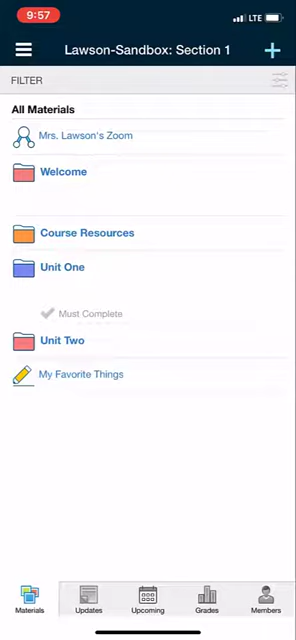 9:57
LTE
Lawson-Sandbox: Section 1
FILTER
All Materials
Mrs. Lawson's Zoom
Welcome
Course Resources
Unit One
Must Complete
Unit Two
My Favorite Things
Materials
Updates
Upcoming
Grades
Members